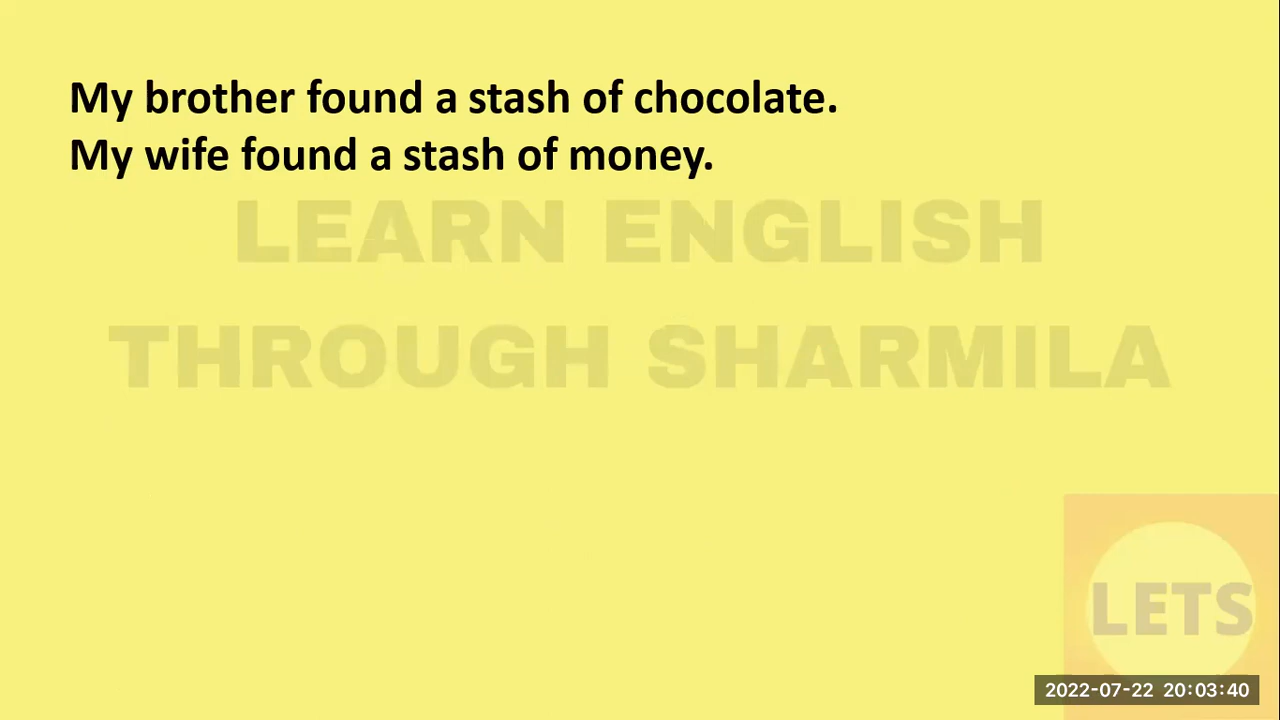 My brother found a stash of chocolate.
My wife found a stash of money.
LEARN ENGLISH
THROUGH SHARMILA
LETS
2022-07-22 20:03:40